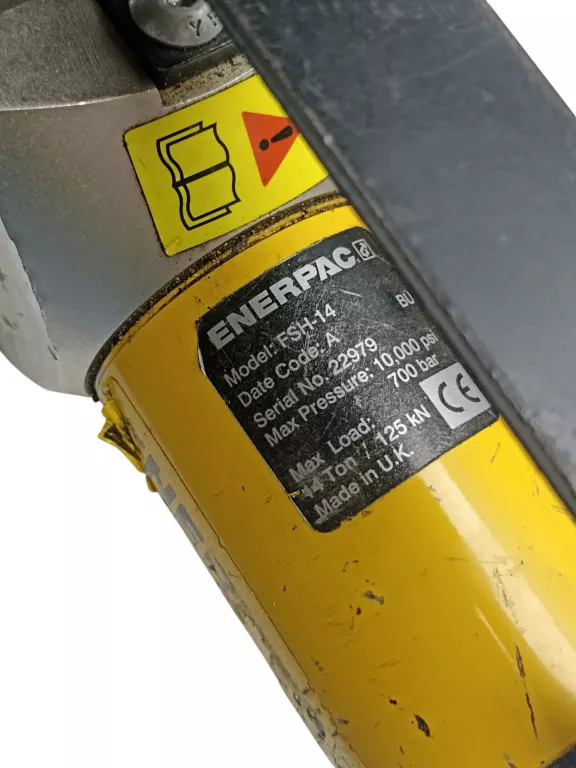 ENERPAC
Model: FSH-14 BU
Date Code: A
Serial No. 22979
Max Pressure: 10,000 psi
700 bar
CE
Max Load:
14 Ton / 125 kN
Made in U.K.